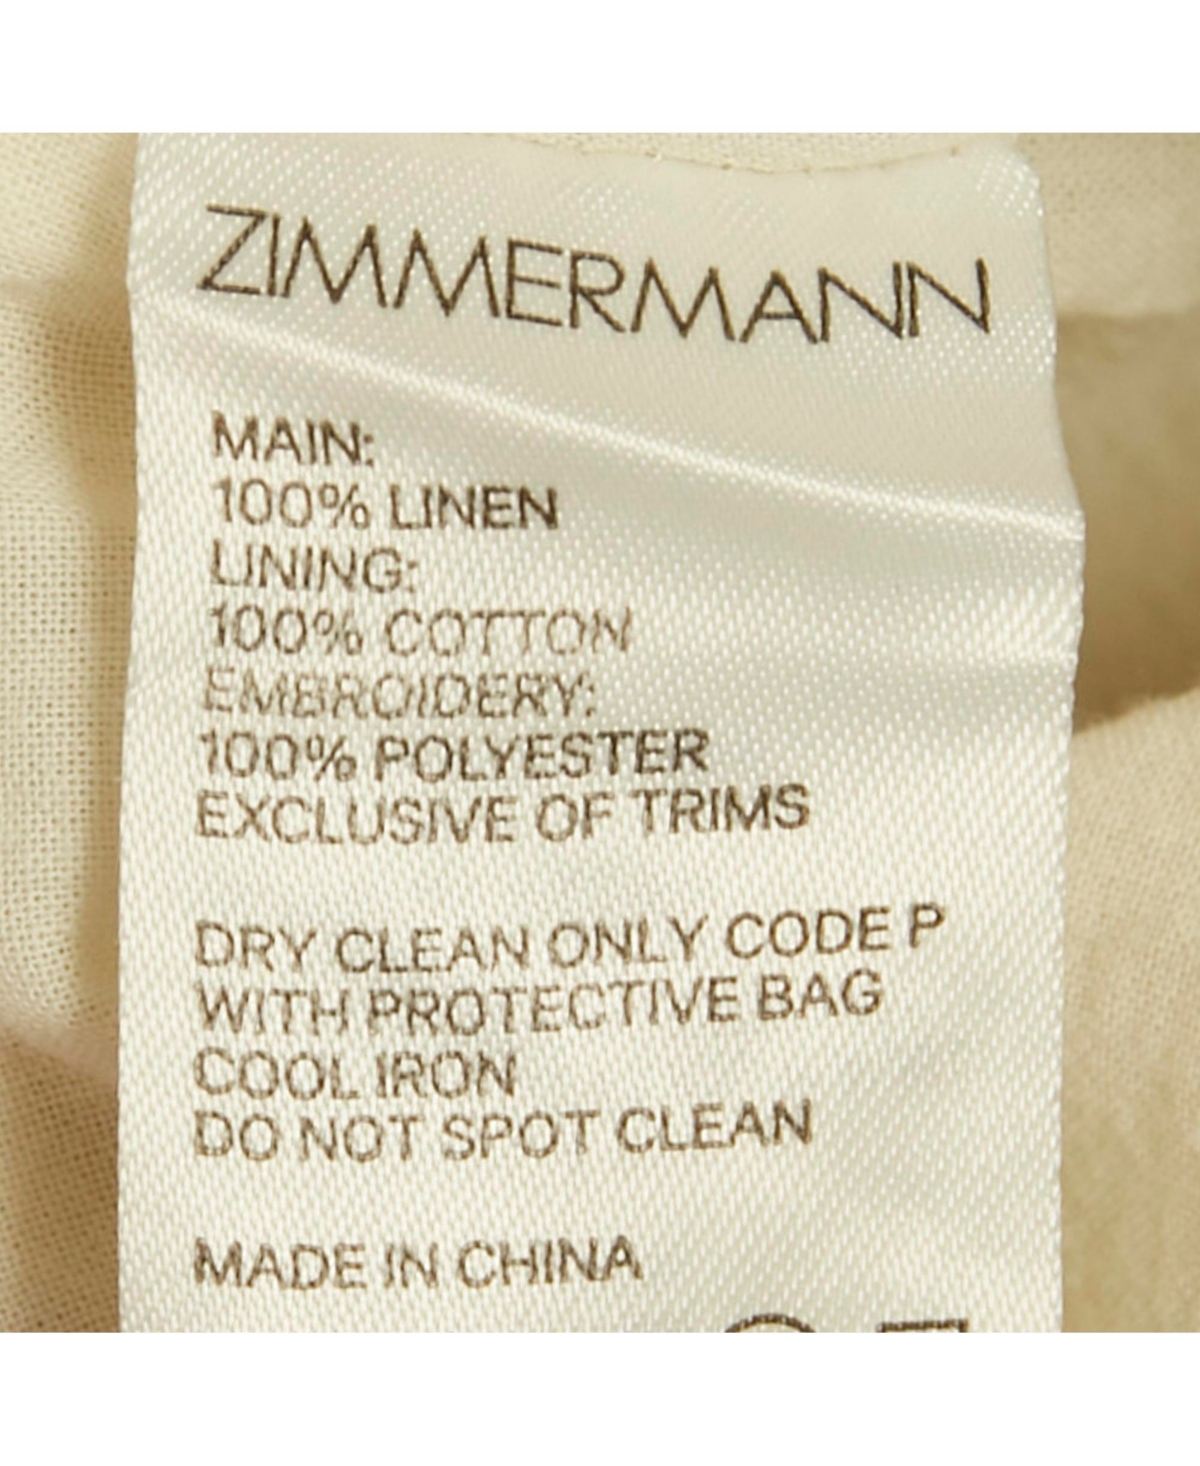 ZIMMERMANN
MAIN:
100% LINEN
LINING:
100% COTTON
EMBROIDERY:
100% POLYESTER
EXCLUSIVE OF TRIMS
DRY CLEAN ONLY CODE P
WITH PROTECTIVE BAG
COOL IRON
DO NOT SPOT CLEAN
MADE IN CHINA